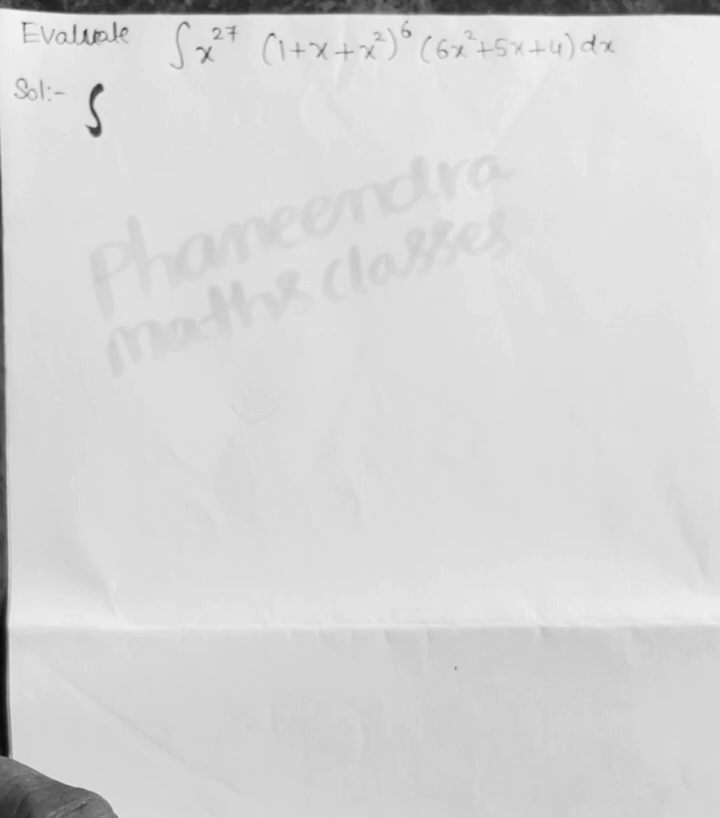 Evaluate ∫x²⁷ (1+x+x²)⁶ (6x²+5x+4)dx
Sol:- ∫
Phaneendra
maths classes